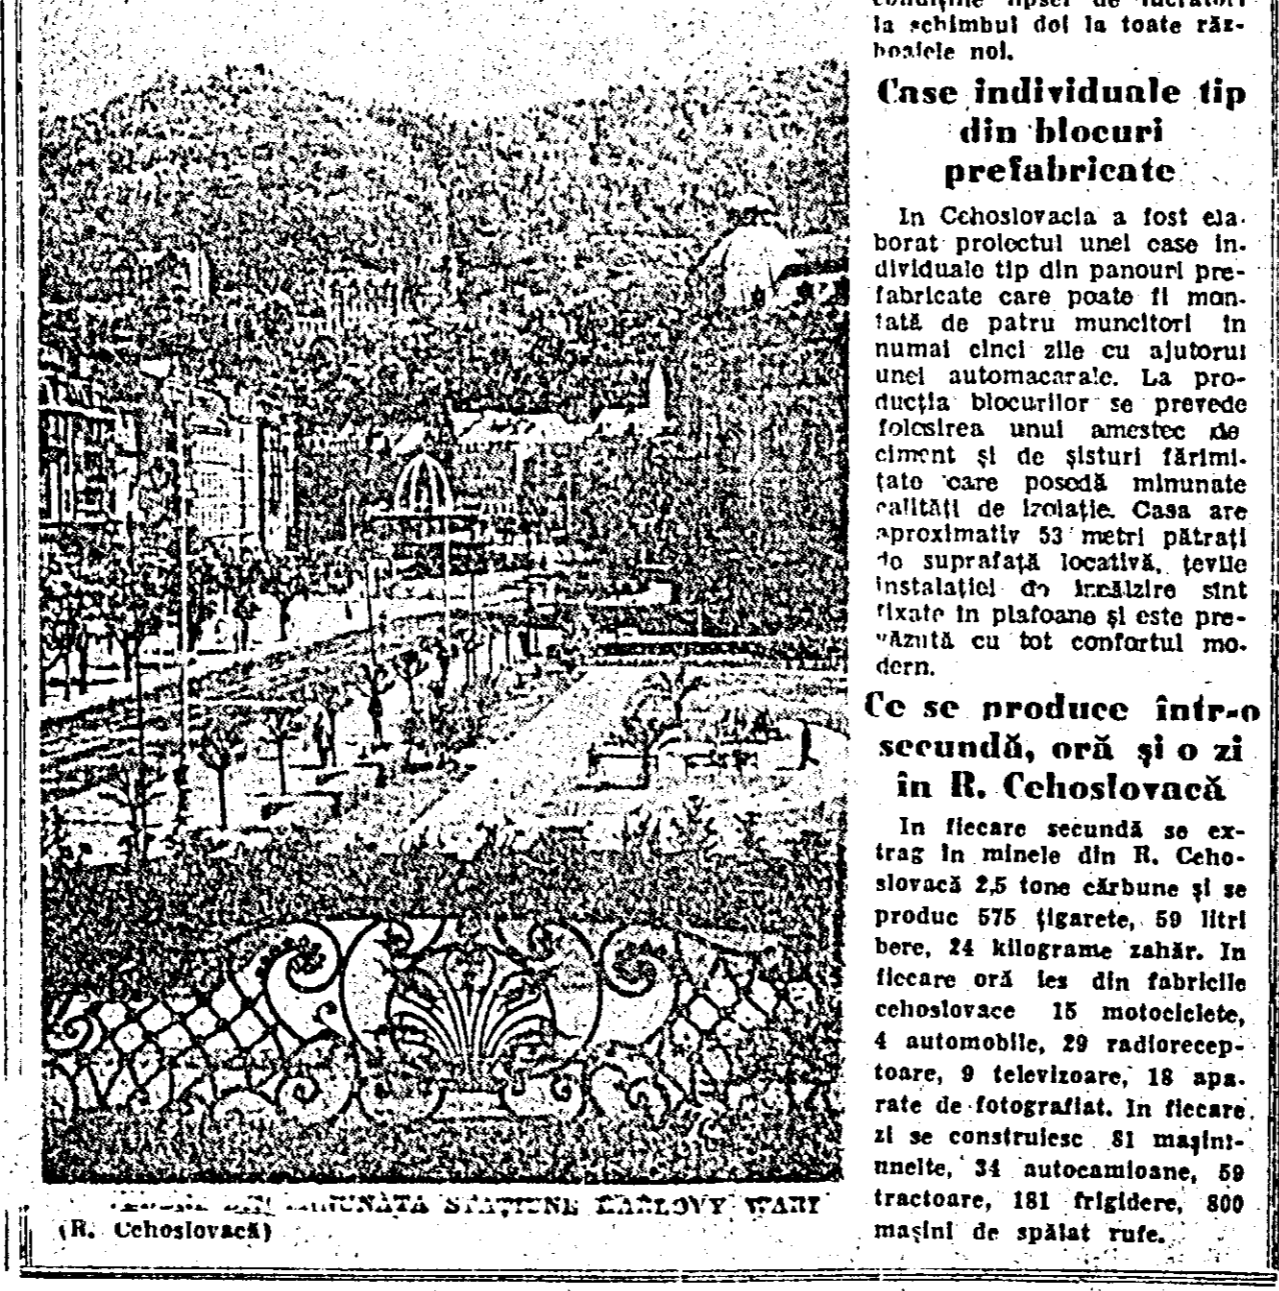 la schimbul doi la toate răz-
boaiele noi.
Case individuale tip
din blocuri
prefabricate
In Cehoslovacia a fost ela-
borat proiectul unei case in-
dividuale tip din panouri pre-
fabricate care poate fi mon-
tată de patru muncitori in
numai cinci zile cu ajutorul
unei automacarale. La pro-
ducția blocurilor se prevede
folosirea unui amestec de
ciment și de șisturi fărimi-
țate care posedă minunate
calități de izolație. Casa are
aproximativ 53 metri pătrați
de suprafață locativă, țevile
instalației de încălzire sînt
fixate in plafoane și este pre-
văzută cu tot confortul mo-
dern.
Ce se produce într-o
secundă, oră și o zi
în R. Cehoslovacă
In fiecare secundă se ex-
trag în minele din R. Ceho-
slovacă 2,5 tone cărbune și se
produc 575 țigarete, 59 litri
bere, 24 kilograme zahăr. In
fiecare oră ies din fabricile
cehoslovace 15 motociclete,
4 automobile, 29 radiorecep-
toare, 9 televizoare, 18 apa-
rate de fotografiat. In fiecare
zi se construiesc 81 mașini-
unelte, 34 autocamioane, 59
tractoare, 181 frigidere, 800
mașini de spălat rufe.
STAȚIUNE KARLOVY WARI
(R. Cehoslovacă)